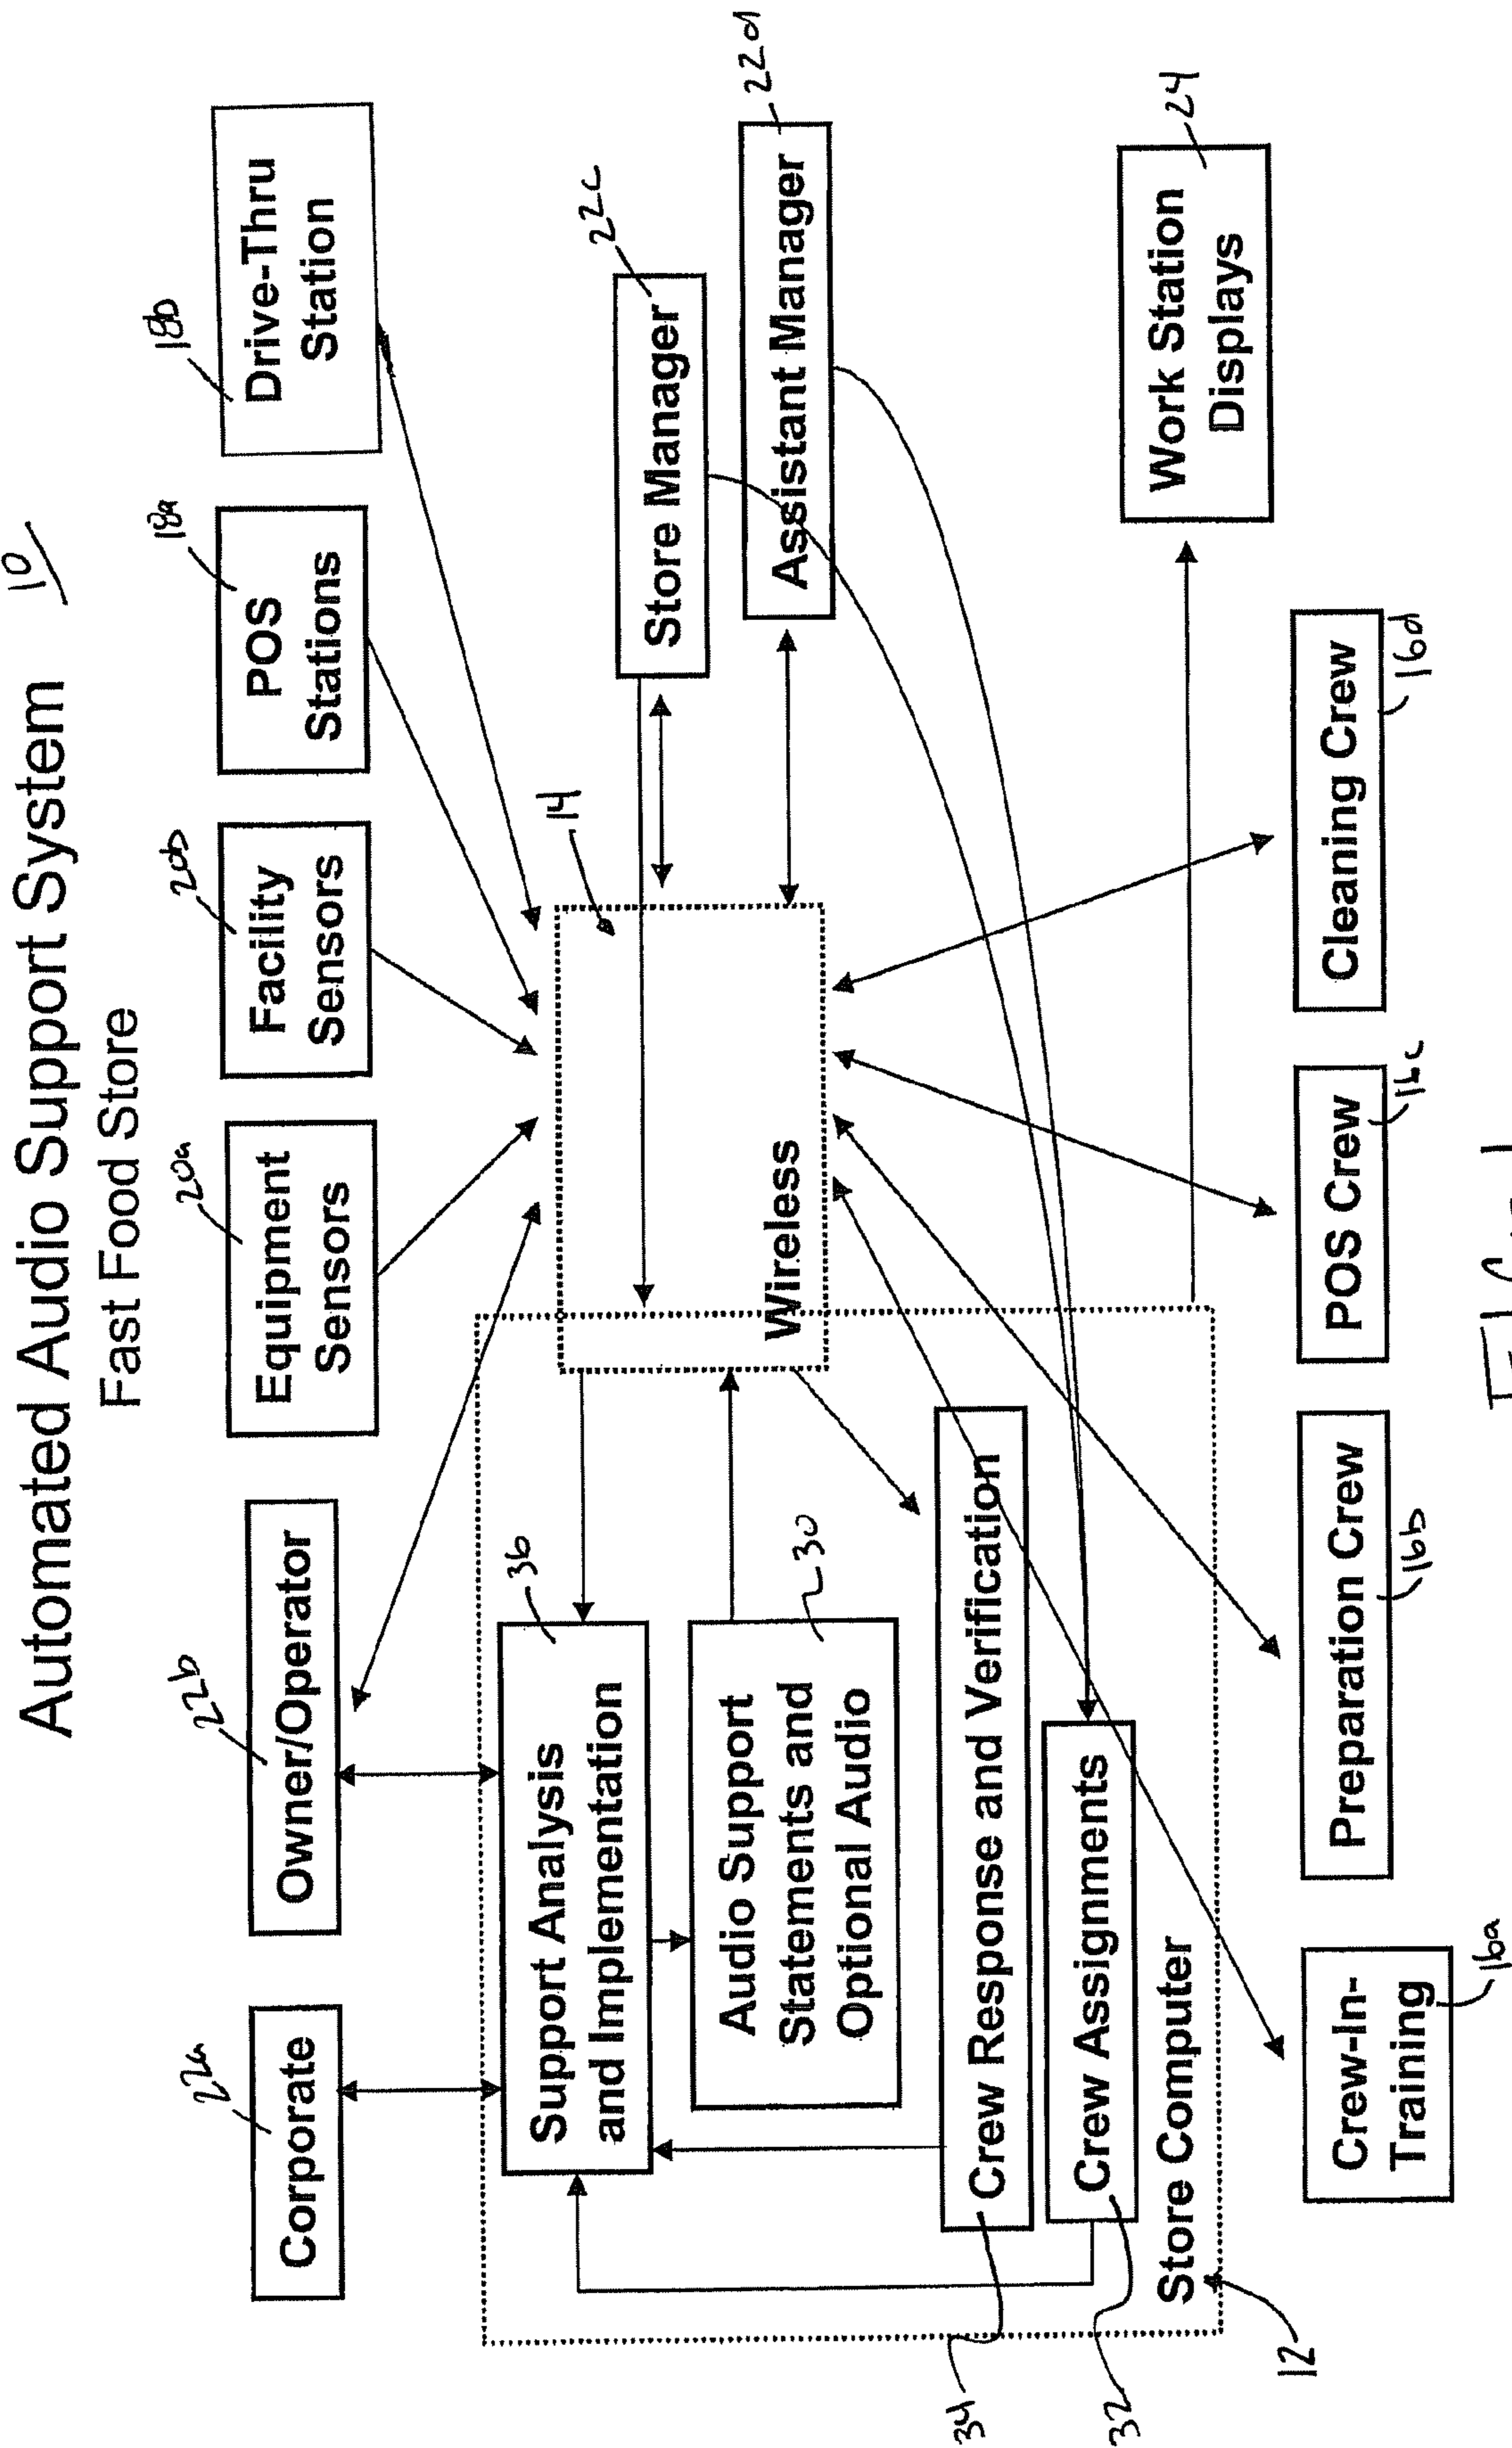 Automated Audio Support System
10
Fast Food Store
22a
Corporate
22b
Owner/Operator
20a
Equipment
Sensors
20b
Facility
Sensors
18a
POS
Stations
18b
Drive-Thru
Station
36
Support Analysis
and Implementation
30
Audio Support
Statements and
Optional Audio
34
Crew Response and Verification
32
Crew Assignments
Store Computer
12
14
Wireless
22c
Store Manager
22d
Assistant Manager
24
Work Station
Displays
Crew-In-
Training
16a
Preparation Crew
16b
POS Crew
16c
Cleaning Crew
16d